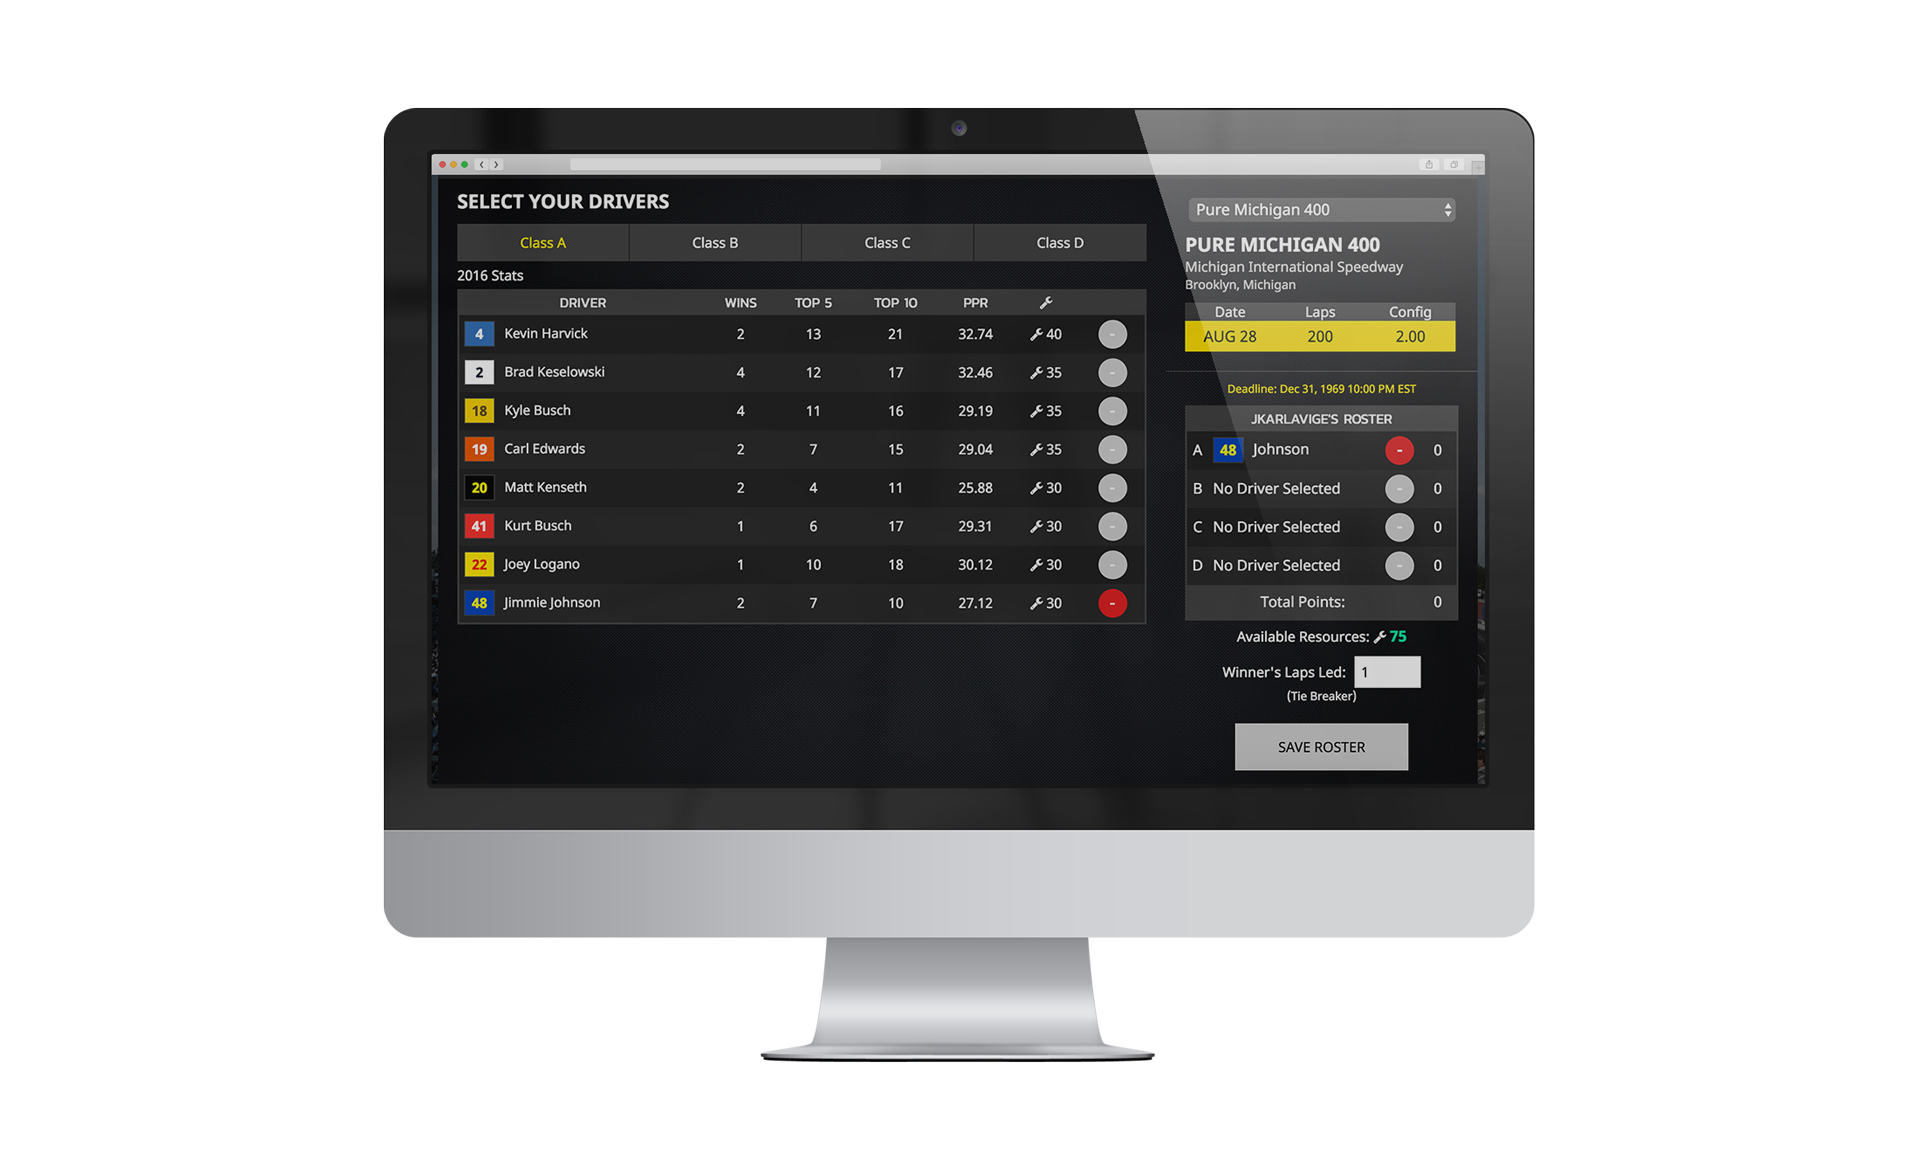 SELECT YOUR DRIVERS
Class A Class B Class C Class D
2016 Stats
DRIVER WINS TOP 5 TOP 10 PPR
4 Kevin Harvick 2 13 21 32.74 40 -
2 Brad Keselowski 4 12 17 32.46 35 -
18 Kyle Busch 4 11 16 29.19 35 -
19 Carl Edwards 2 7 15 29.04 35 -
20 Matt Kenseth 2 4 11 25.88 30 -
41 Kurt Busch 1 6 17 29.31 30 -
22 Joey Logano 1 10 18 30.12 30 -
48 Jimmie Johnson 2 7 10 27.12 30 -
Pure Michigan 400
PURE MICHIGAN 400
Michigan International Speedway
Brooklyn, Michigan
Date Laps Config
AUG 28 200 2.00
Deadline: Dec 31, 1969 10:00 PM EST
JKARLAVIGE'S ROSTER
A 48 Johnson - 0
B No Driver Selected - 0
C No Driver Selected - 0
D No Driver Selected - 0
Total Points: 0
Available Resources: 75
Winner's Laps Led: 1
(Tie Breaker)
SAVE ROSTER